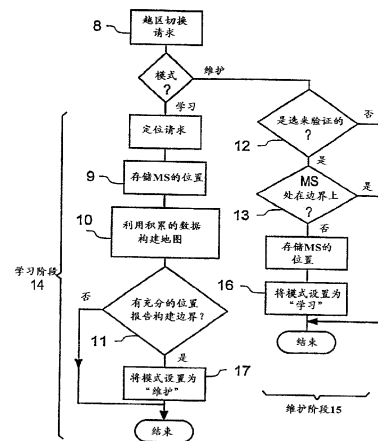 8
越区切换
请求
模式
?
维护
学习
定位请求
9
存储MS的位置
10
利用积累的数据
构建地图
学习阶段
14
否
有充分的位置
报告构建边界?
11
是
将模式设置为
“维护”
17
结束
是选来验证的
?
否
12
是
MS
处在边界上
?
是
13
否
存储MS的
位置
16
将模式设置为
“学习”
结束
维护阶段15